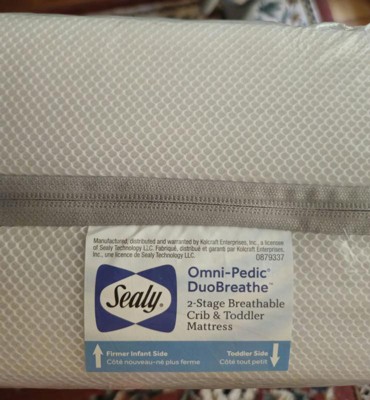 Manufactured, distributed and warranted by Kolcraft Enterprises, Inc., a licensee
of Sealy Technology LLC. Fabriqué, distribué et garanti par Kolcraft Enterprises,
Inc., une licence de Sealy Technology LLC.
0879337
Sealy®
Omni-Pedic®
DuoBreathe™
2-Stage Breathable
Crib & Toddler
Mattress
Firmer Infant Side
Côté nouveau-né plus ferme
Toddler Side
Côté tout petit